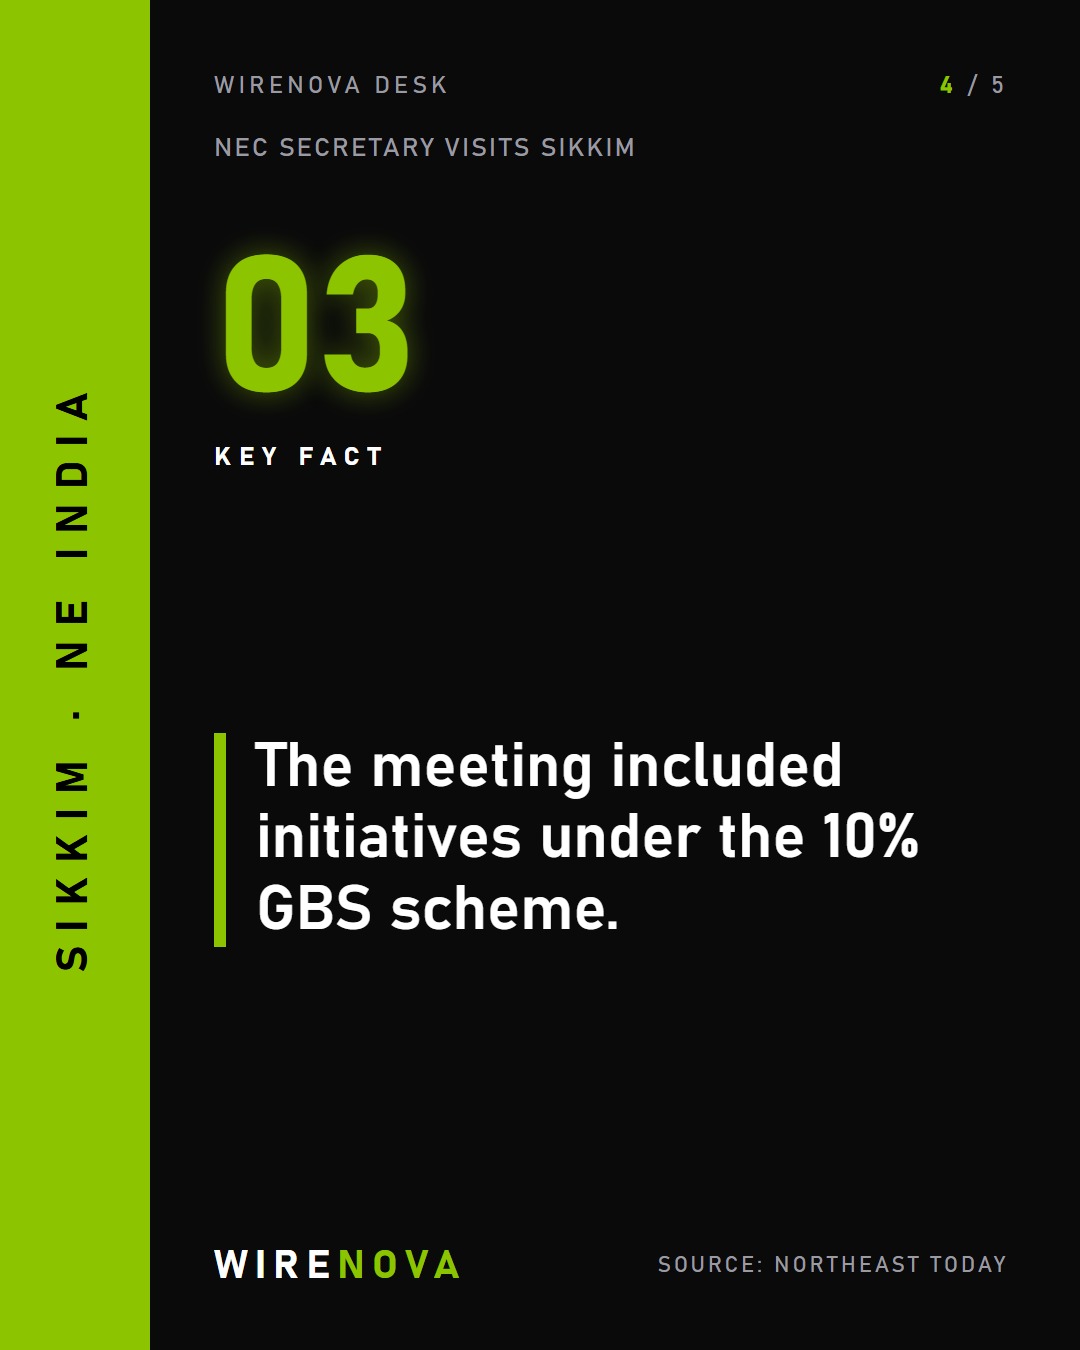 WIRENOVA DESK
4 / 5
NEC SECRETARY VISITS SIKKIM
03
KEY FACT
SIKKIM · NE INDIA
The meeting included
initiatives under the 10%
GBS scheme.
WIRENOVA
SOURCE: NORTHEAST TODAY